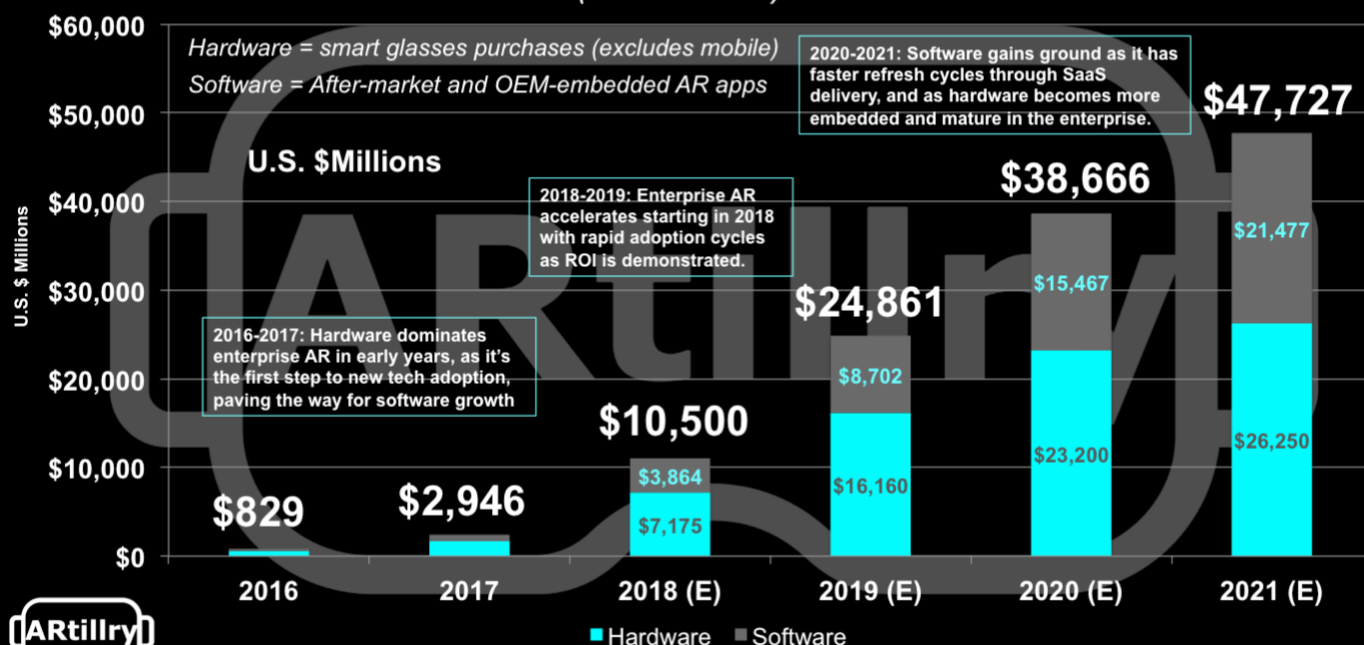 $60,000
$50,000
$40,000
$30,000
$20,000
$10,000
$0
U.S. $ Millions
Hardware = smart glasses purchases (excludes mobile)
Software = After-market and OEM-embedded AR apps
U.S. $Millions
2016-2017: Hardware dominates
enterprise AR in early years, as it's
the first step to new tech adoption,
paving the way for software growth
2018-2019: Enterprise AR
accelerates starting in 2018
with rapid adoption cycles
as ROI is demonstrated.
2020-2021: Software gains ground as it has
faster refresh cycles through SaaS
delivery, and as hardware becomes more
embedded and mature in the enterprise.
$829
$2,946
$10,500
$3,864
$7,175
$24,861
$8,702
$16,160
$38,666
$15,467
$23,200
$47,727
$21,477
$26,250
2016
2017
2018 (E)
2019 (E)
2020 (E)
2021 (E)
Hardware
Software
ARtillry
ARtillry